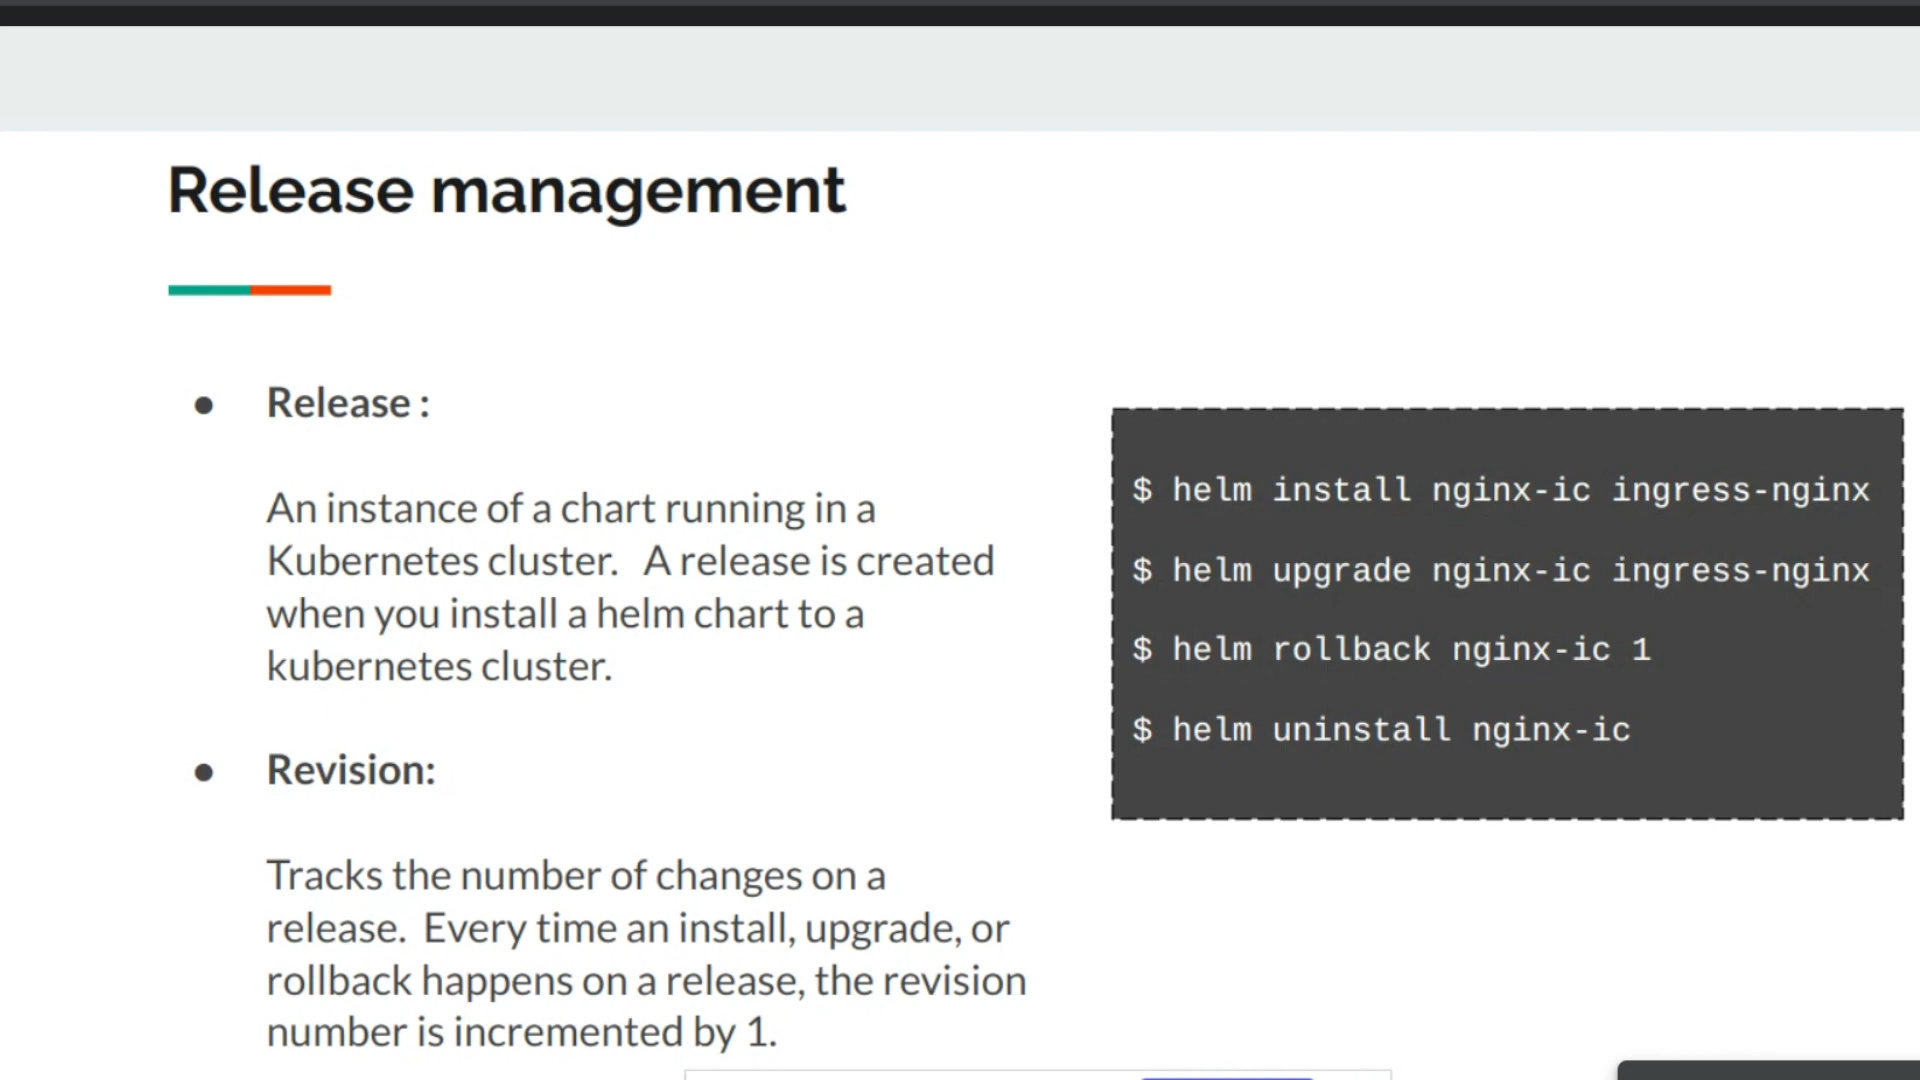 Release management
● Release :
An instance of a chart running in a
Kubernetes cluster.   A release is created
when you install a helm chart to a
kubernetes cluster.
● Revision:
Tracks the number of changes on a
release.  Every time an install, upgrade, or
rollback happens on a release, the revision
number is incremented by 1.
$ helm install nginx-ic ingress-nginx
$ helm upgrade nginx-ic ingress-nginx
$ helm rollback nginx-ic 1
$ helm uninstall nginx-ic